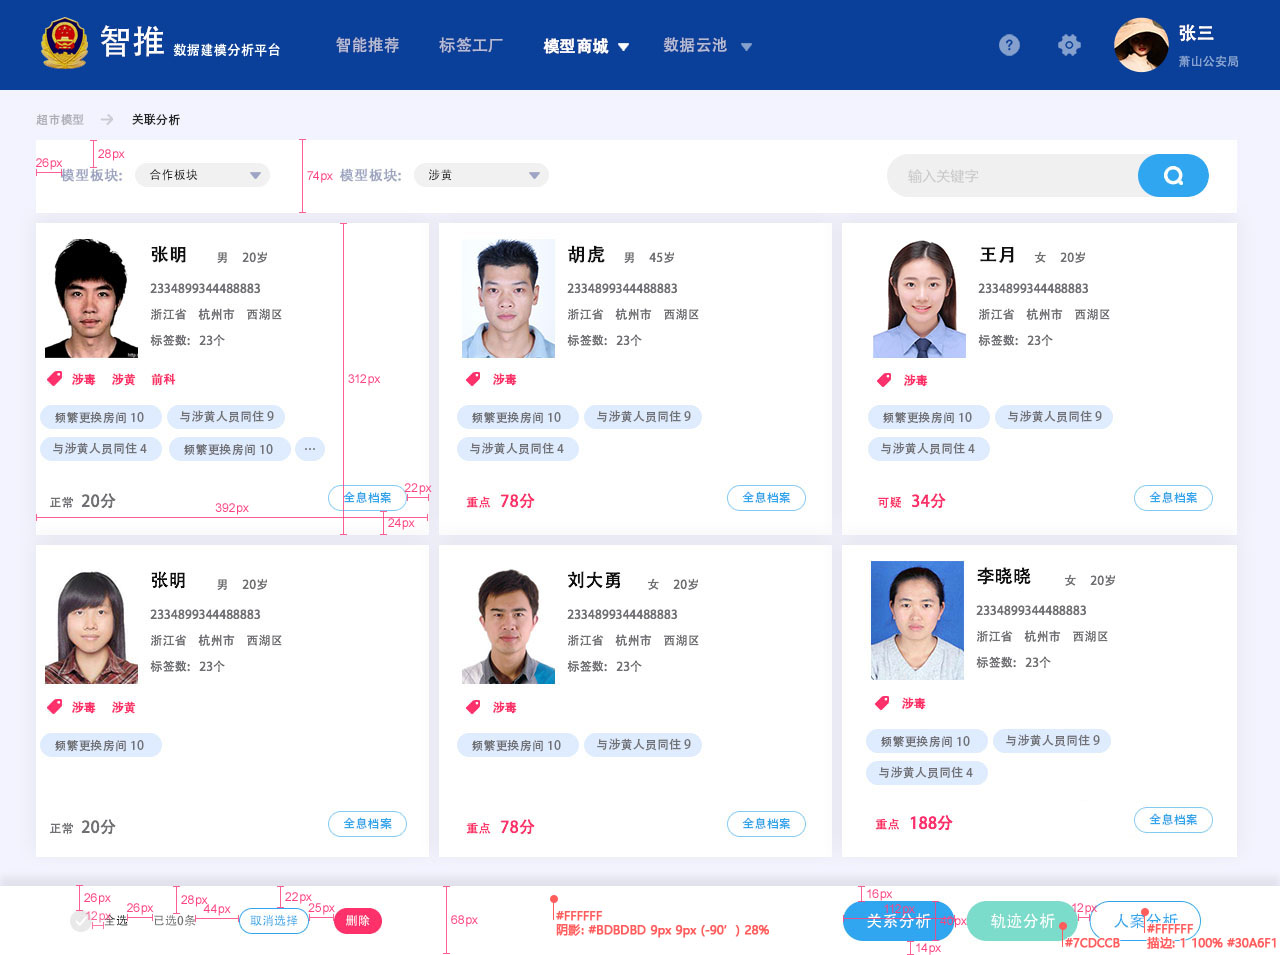 智推 数据建模分析平台 智能推荐 标签工厂 模型商城 数据云池 ? 张三
萧山公安局
超市模型 关联分析
26px 28px
模型板块: 合作板块 74px 模型板块: 涉黄 输入关键字
张明 男 20岁
2334899344488883
浙江省 杭州市 西湖区
标签数: 23个
涉毒 涉黄 前科
312px
频繁更换房间 10 与涉黄人员同住 9
与涉黄人员同住 4 频繁更换房间 10 ...
正常 20分 全息档案 22px
392px
24px
胡虎 男 45岁
2334899344488883
浙江省 杭州市 西湖区
标签数: 23个
涉毒
频繁更换房间 10 与涉黄人员同住 9
与涉黄人员同住 4
重点 78分 全息档案
王月 女 20岁
2334899344488883
浙江省 杭州市 西湖区
标签数: 23个
涉毒
频繁更换房间 10 与涉黄人员同住 9
与涉黄人员同住 4
可疑 34分 全息档案
张明 男 20岁
2334899344488883
浙江省 杭州市 西湖区
标签数: 23个
涉毒 涉黄
频繁更换房间 10
正常 20分 全息档案
刘大勇 女 20岁
2334899344488883
浙江省 杭州市 西湖区
标签数: 23个
涉毒
频繁更换房间 10 与涉黄人员同住 9
重点 78分 全息档案
李晓晓 女 20岁
2334899344488883
浙江省 杭州市 西湖区
标签数: 23个
涉毒
频繁更换房间 10 与涉黄人员同住 9
与涉黄人员同住 4
重点 188分 全息档案
26px 28px 22px 16px
12px 26px 44px 25px 12px
全选 已选0条 取消选择 删除 68px
#FFFFFF
阴影: #BDBDBD 9px 9px (-90′) 28%
关系分析 轨迹分析 人案分析
14px
#7CDCCB
#FFFFFF
描边: 1 100% #30A6F1